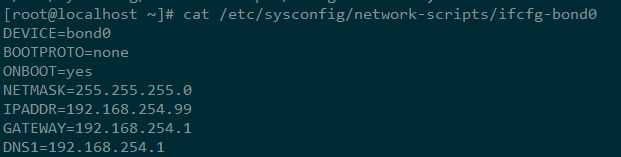 [root@localhost ~]# cat /etc/sysconfig/network-scripts/ifcfg-bond0
DEVICE=bond0
BOOTPROTO=none
ONBOOT=yes
NETMASK=255.255.255.0
IPADDR=192.168.254.99
GATEWAY=192.168.254.1
DNS1=192.168.254.1